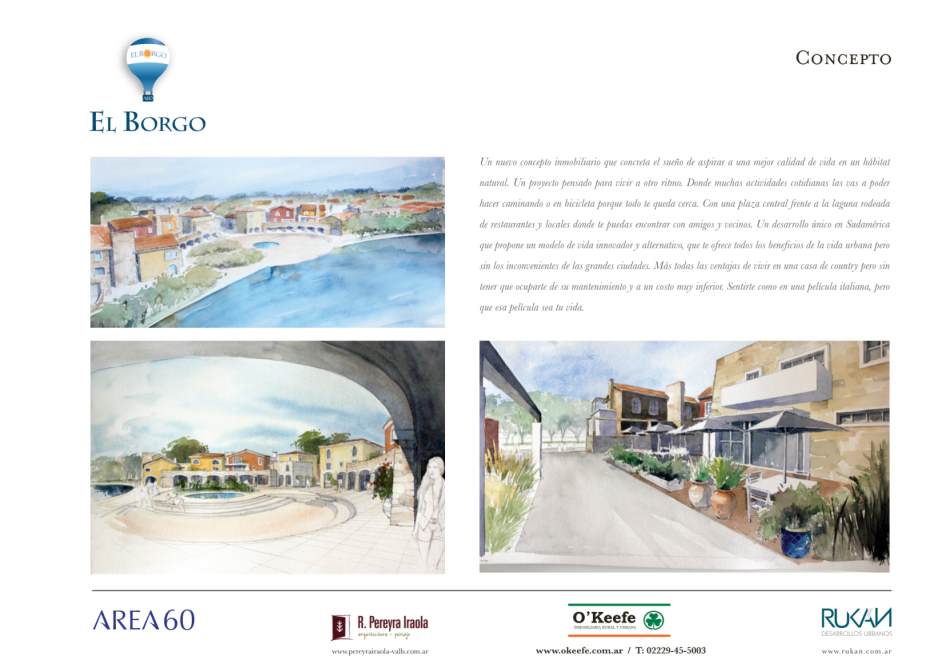 EL BORGO
CONCEPTO
EL BORGO
Un nuevo concepto inmobiliario que concreta el sueño de aspirar a una mejor calidad de vida en un hábitat
natural. Un proyecto pensado para vivir a otro ritmo. Donde muchas actividades cotidianas las vas a poder
hacer caminando o en bicicleta porque todo te queda cerca. Con una plaza central frente a la laguna rodeada
de restaurantes y locales donde te puedas encontrar con amigos y vecinos. Un desarrollo único en Sudamérica
que propone un modelo de vida innovador y alternativo, que te ofrece todos los beneficios de la vida urbana pero
sin los inconvenientes de las grandes ciudades. Más todas las ventajas de vivir en una casa de country pero sin
tener que ocuparte de su mantenimiento y a un costo muy inferior. Sentirte como en una película italiana, pero
que esa película sea tu vida.
AREA 60
R. Pereyra Iraola
arquitectura - paisaje
www.pereyrairaola-valls.com.ar
O'Keefe
INMOBILIARIA RURAL Y URBANA
www.okeefe.com.ar / T: 02229-45-5003
RUKAN
DESARROLLOS URBANOS
www.rukan.com.ar